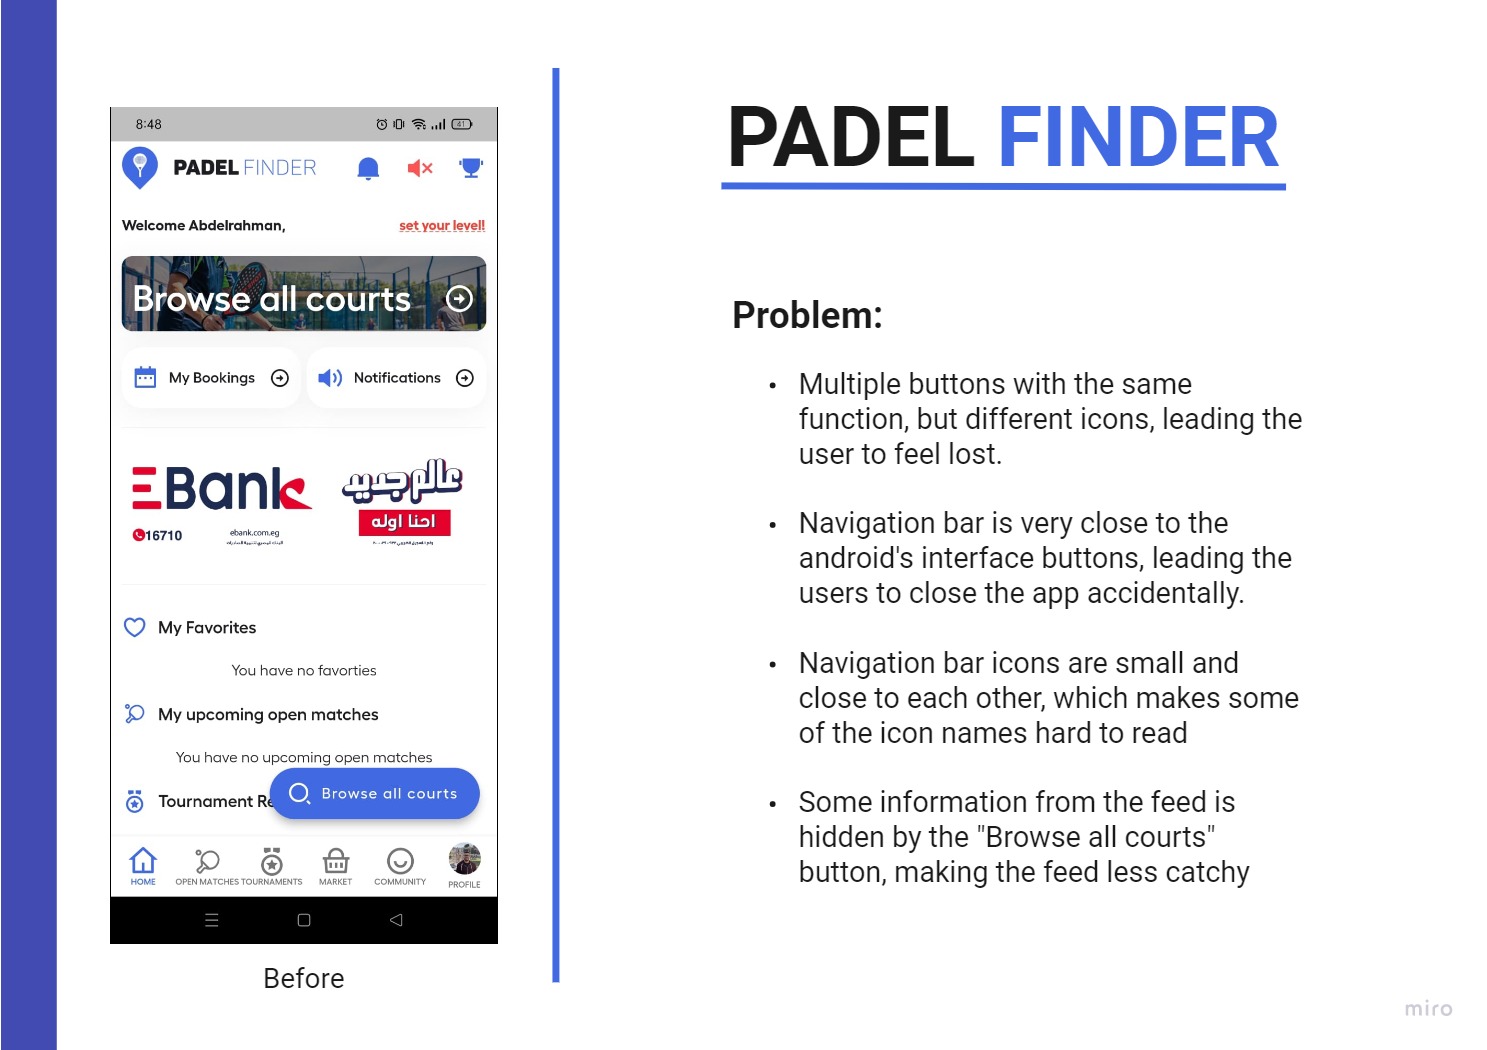 8:48
41
PADEL FINDER
Welcome Abdelrahman,
set your level!
Browse all courts
My Bookings
Notifications
EBank
16710
ebank.com.eg
عالم جديد
احنا اوله
My Favorites
You have no favorties
My upcoming open matches
You have no upcoming open matches
Tournament Re
Browse all courts
HOME
OPEN MATCHES
TOURNAMENTS
MARKET
COMMUNITY
PROFILE
Before
PADEL FINDER
Problem:
• Multiple buttons with the same
function, but different icons, leading the
user to feel lost.
• Navigation bar is very close to the
android's interface buttons, leading the
users to close the app accidentally.
• Navigation bar icons are small and
close to each other, which makes some
of the icon names hard to read
• Some information from the feed is
hidden by the "Browse all courts"
button, making the feed less catchy
miro